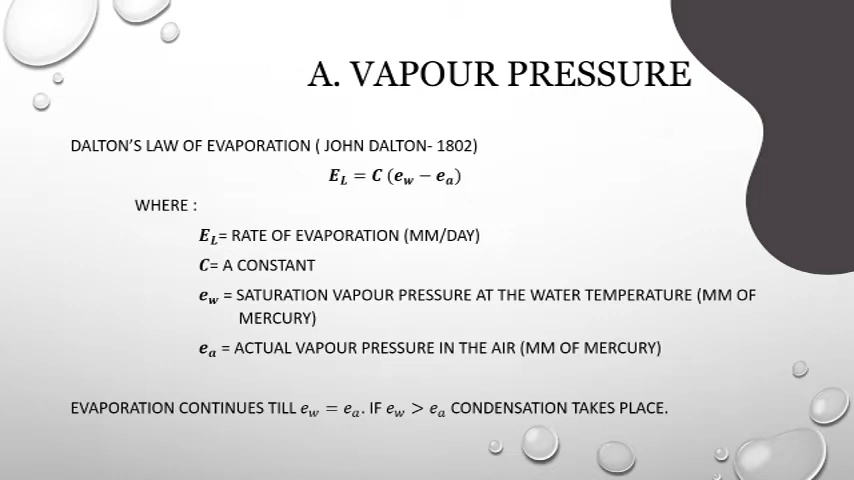 A. VAPOUR PRESSURE
DALTON'S LAW OF EVAPORATION ( JOHN DALTON- 1802)
E_L = C (e_w − e_a)
WHERE :
E_L= RATE OF EVAPORATION (MM/DAY)
C= A CONSTANT
e_w = SATURATION VAPOUR PRESSURE AT THE WATER TEMPERATURE (MM OF
MERCURY)
e_a = ACTUAL VAPOUR PRESSURE IN THE AIR (MM OF MERCURY)
EVAPORATION CONTINUES TILL e_w = e_a. IF e_w > e_a CONDENSATION TAKES PLACE.